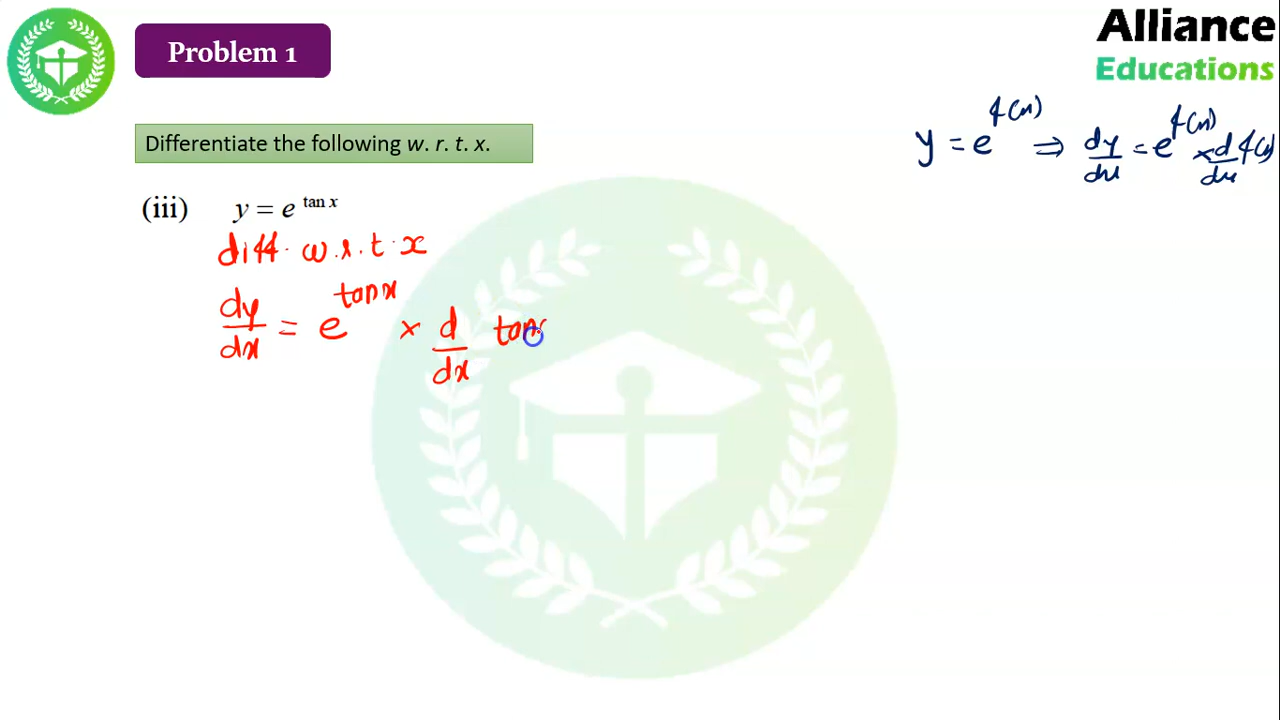 Problem 1
Alliance
Educations
y = e^{f(x)} ⇒ dy/dx = e^{f(x)} × d/dx f(x)
Differentiate the following w. r. t. x.
(iii) y = e^{tan x}
diff. w.r.t. x
dy/dx = e^{tan x} × d/dx tan